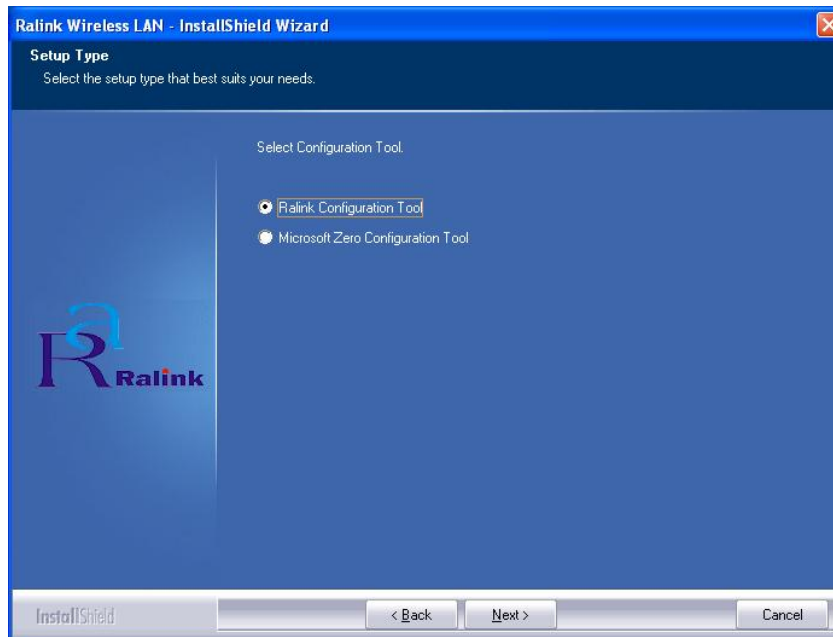 Ralink Wireless LAN - InstallShield Wizard
Setup Type
Select the setup type that best suits your needs.
Select Configuration Tool.
Ralink Configuration Tool
Microsoft Zero Configuration Tool
Ra
Ralink
InstallShield
< Back
Next >
Cancel